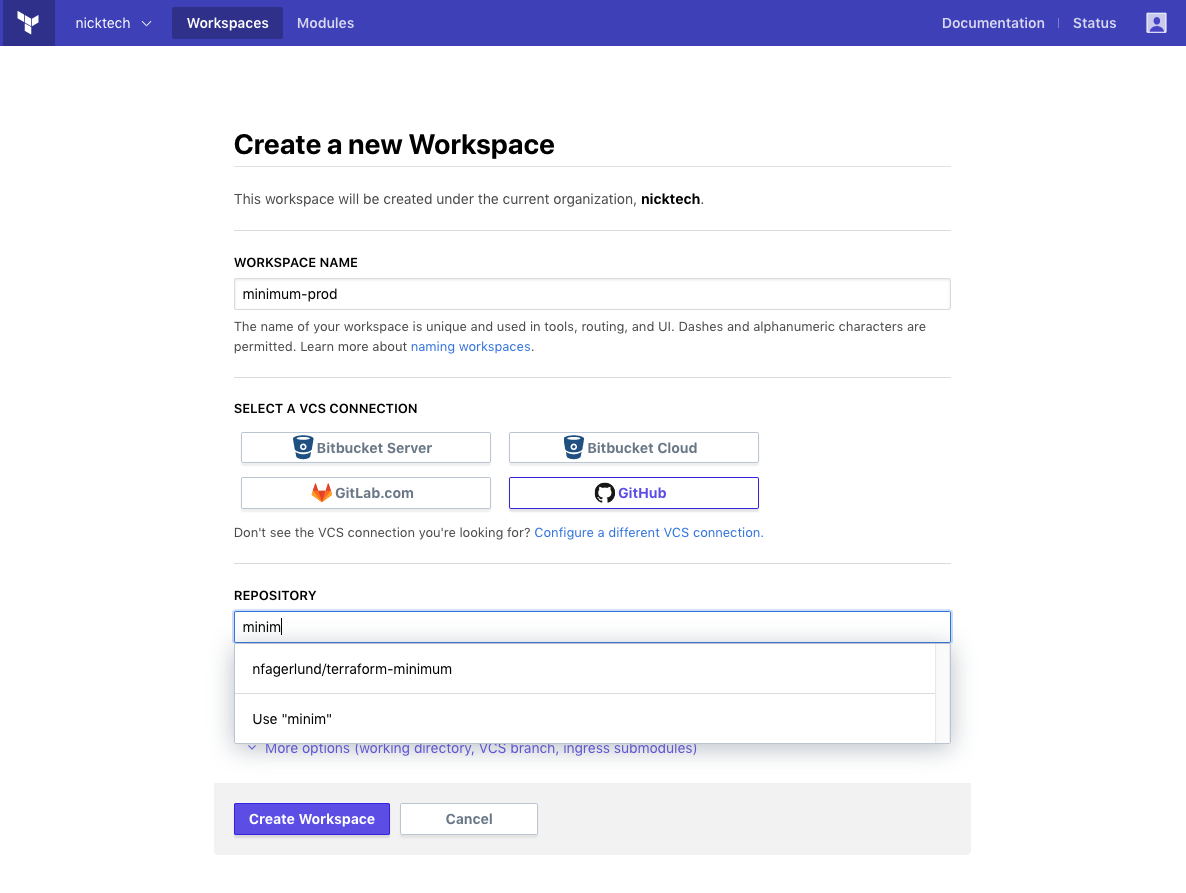 nicktech Workspaces Modules Documentation Status
Create a new Workspace
This workspace will be created under the current organization, nicktech.
WORKSPACE NAME
minimum-prod
The name of your workspace is unique and used in tools, routing, and UI. Dashes and alphanumeric characters are
permitted. Learn more about naming workspaces.
SELECT A VCS CONNECTION
Bitbucket Server Bitbucket Cloud
GitLab.com GitHub
Don't see the VCS connection you're looking for? Configure a different VCS connection.
REPOSITORY
minim
nfagerlund/terraform-minimum
Use "minim"
More options (working directory, VCS branch, ingress submodules)
Create Workspace Cancel